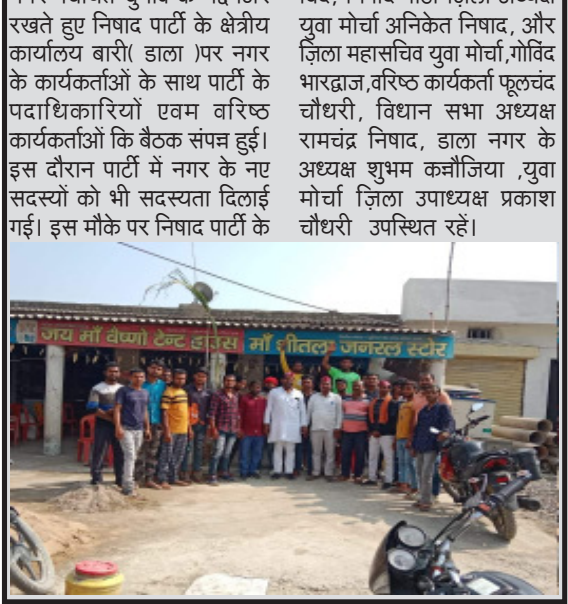 रखते हुए निषाद पार्टी के क्षेत्रीय
कार्यालय बारी( डाला )पर नगर
के कार्यकर्ताओं के साथ पार्टी के
पदाधिकारियों एवम वरिष्ठ
कार्यकर्ताओं कि बैठक संपन्न हुई।
इस दौरान पार्टी में नगर के नए
सदस्यों को भी सदस्यता दिलाई
गई। इस मौके पर निषाद पार्टी के
युवा मोर्चा अनिकेत निषाद, और
ज़िला महासचिव युवा मोर्चा,गोविंद
भारद्वाज,वरिष्ठ कार्यकर्ता फूलचंद
चौधरी, विधान सभा अध्यक्ष
रामचंद्र निषाद, डाला नगर के
अध्यक्ष शुभम कन्नौजिया ,युवा
मोर्चा ज़िला उपाध्यक्ष प्रकाश
चौधरी उपस्थित रहें।
जय माँ वैष्णो टेन्ट हाउस
माँ शीतला जनरल स्टोर